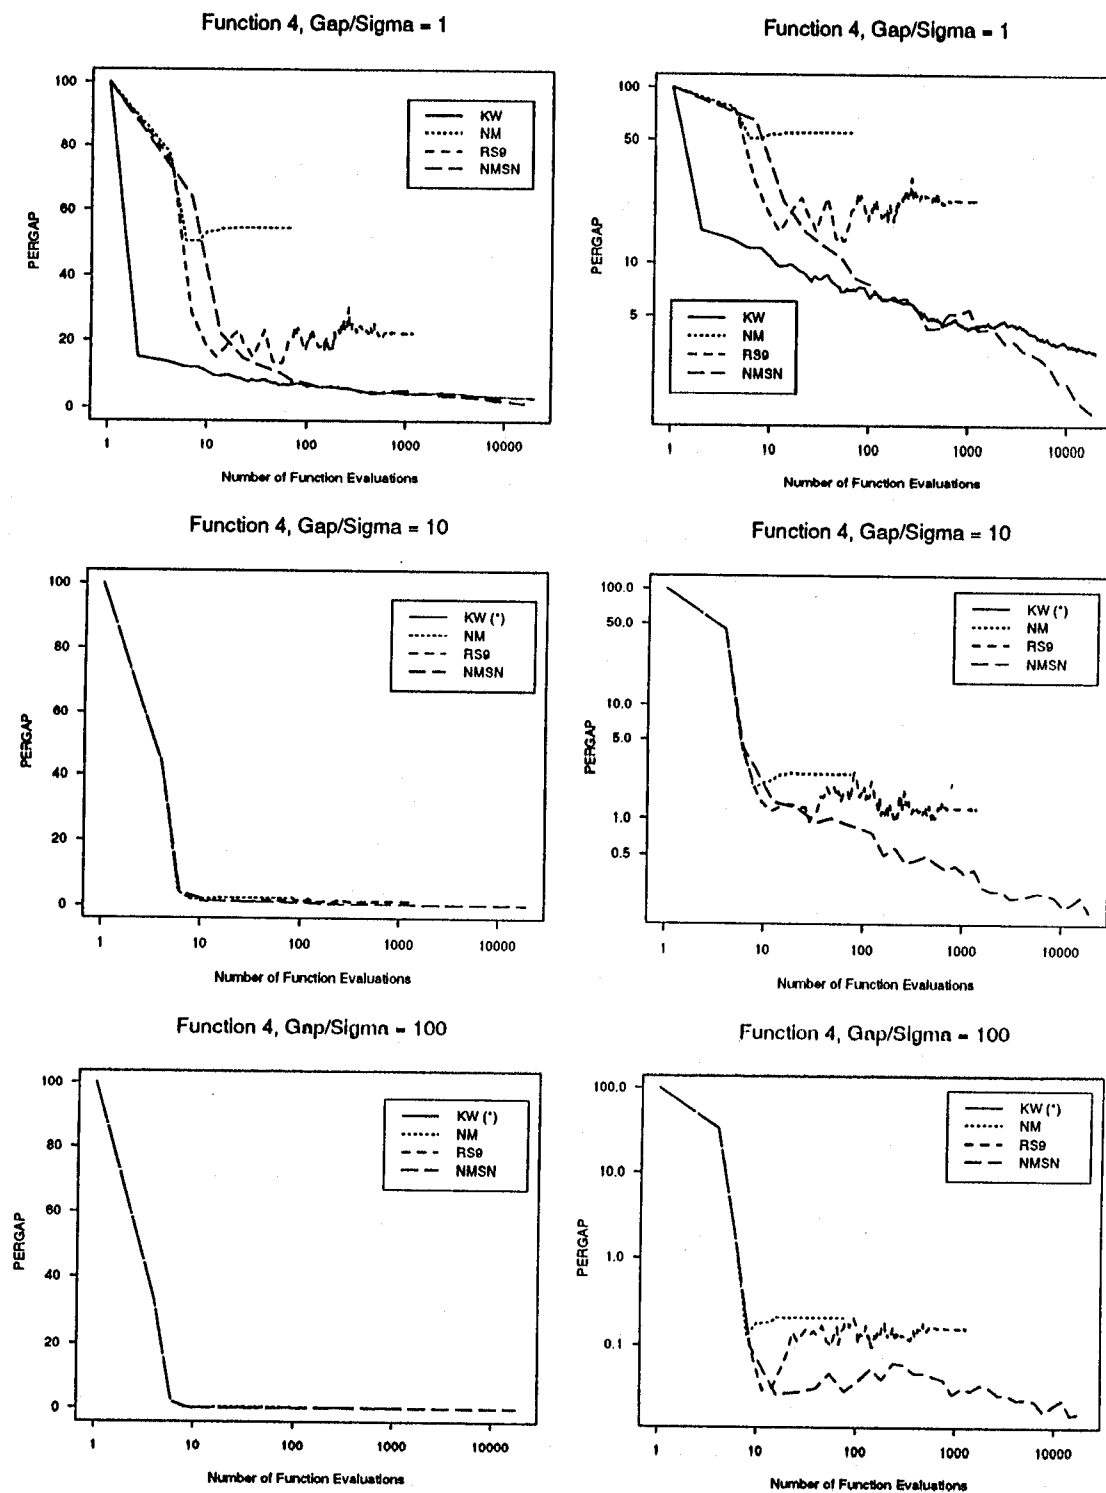 Function 4, Gap/Sigma = 1
PERGAP
100
80
60
40
20
0
KW
NM
RS9
NMSN
1
10
100
1000
10000
Number of Function Evaluations
Function 4, Gap/Sigma = 1
PERGAP
100
50
10
5
KW
NM
RS9
NMSN
1
10
100
1000
10000
Number of Function Evaluations
Function 4, Gap/Sigma = 10
PERGAP
100
80
60
40
20
0
KW (*)
NM
RS9
NMSN
1
10
100
1000
10000
Number of Function Evaluations
Function 4, Gap/Sigma = 10
PERGAP
100.0
50.0
10.0
5.0
1.0
0.5
KW (*)
NM
RS9
NMSN
1
10
100
1000
10000
Number of Function Evaluations
Function 4, Gap/Sigma = 100
PERGAP
100
80
60
40
20
0
KW (*)
NM
RS9
NMSN
1
10
100
1000
10000
Number of Function Evaluations
Function 4, Gap/Sigma = 100
PERGAP
100.0
10.0
1.0
0.1
KW (*)
NM
RS9
NMSN
1
10
100
1000
10000
Number of Function Evaluations